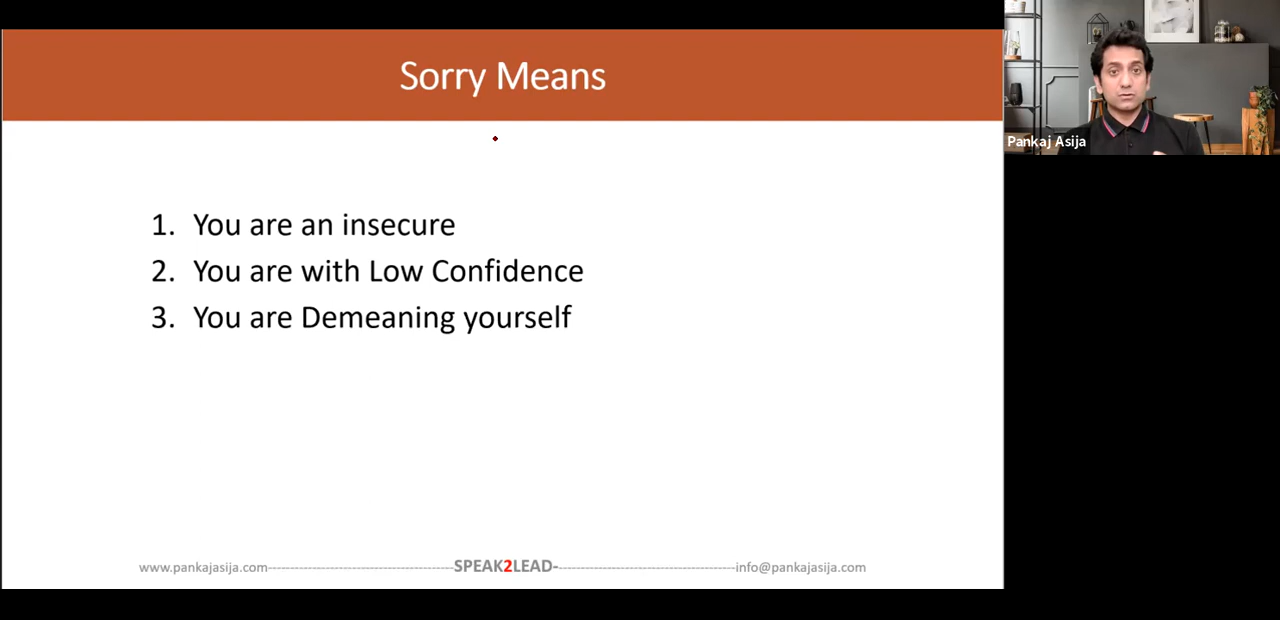 Sorry Means
Pankaj Asija
1. You are an insecure
2. You are with Low Confidence
3. You are Demeaning yourself
www.pankajasija.com-----------------------------------------SPEAK2LEAD-----------------------------------------info@pankajasija.com